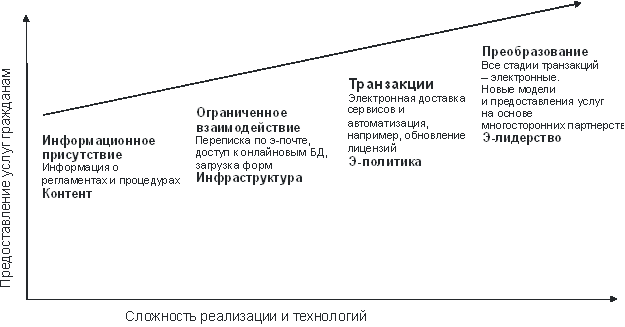 Предоставление услуг гражданам
Информационное
присутствие
Информация о
регламентах и процедурах
Контент
Ограниченное
взаимодействие
Переписка по э-почте,
доступ к онлайновым БД,
загрузка форм
Инфраструктура
Транзакции
Электронная доставка
сервисов и
автоматизация,
например, обновление
лицензий
Э-политика
Преобразование
Все стадии транзакций
– электронные.
Новые модели
и предоставления услуг
на основе
многосторонних партнерств
Э-лидерство
Сложность реализации и технологий